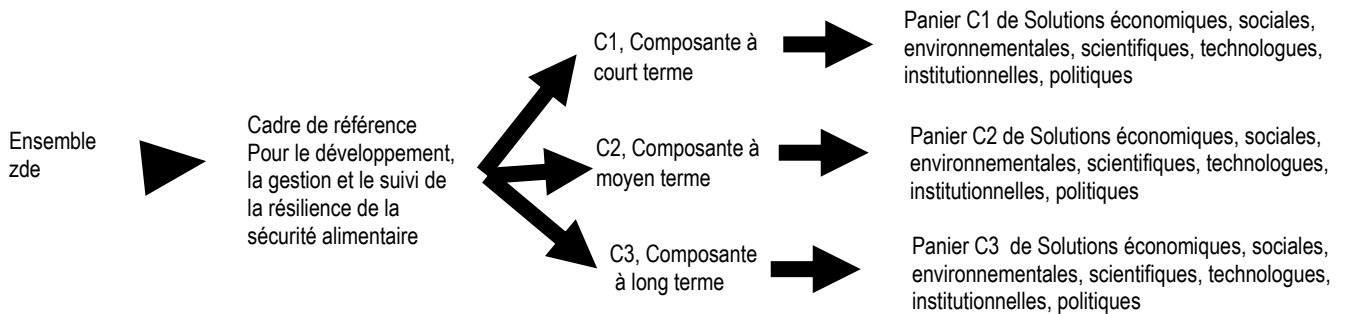 Ensemble
zde
Cadre de référence
Pour le développement,
la gestion et le suivi de
la résilience de la
sécurité alimentaire
C1, Composante à
court terme
Panier C1 de Solutions économiques, sociales,
environnementales, scientifiques, technologues,
institutionnelles, politiques
C2, Composante à
moyen terme
Panier C2 de Solutions économiques, sociales,
environnementales, scientifiques, technologues,
institutionnelles, politiques
C3, Composante
à long terme
Panier C3 de Solutions économiques, sociales,
environnementales, scientifiques, technologues,
institutionnelles, politiques